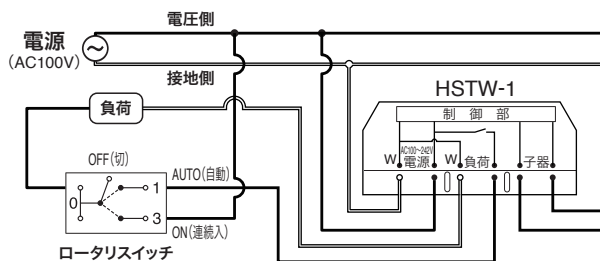 電圧側
電源
(AC100V)
接地側
HSTW-1
制御部
負荷
AC100~242V
W 電源 W 負荷 子器
OFF(切)
AUTO(自動)
0 1
3
ON(連続入)
ロータリスイッチ